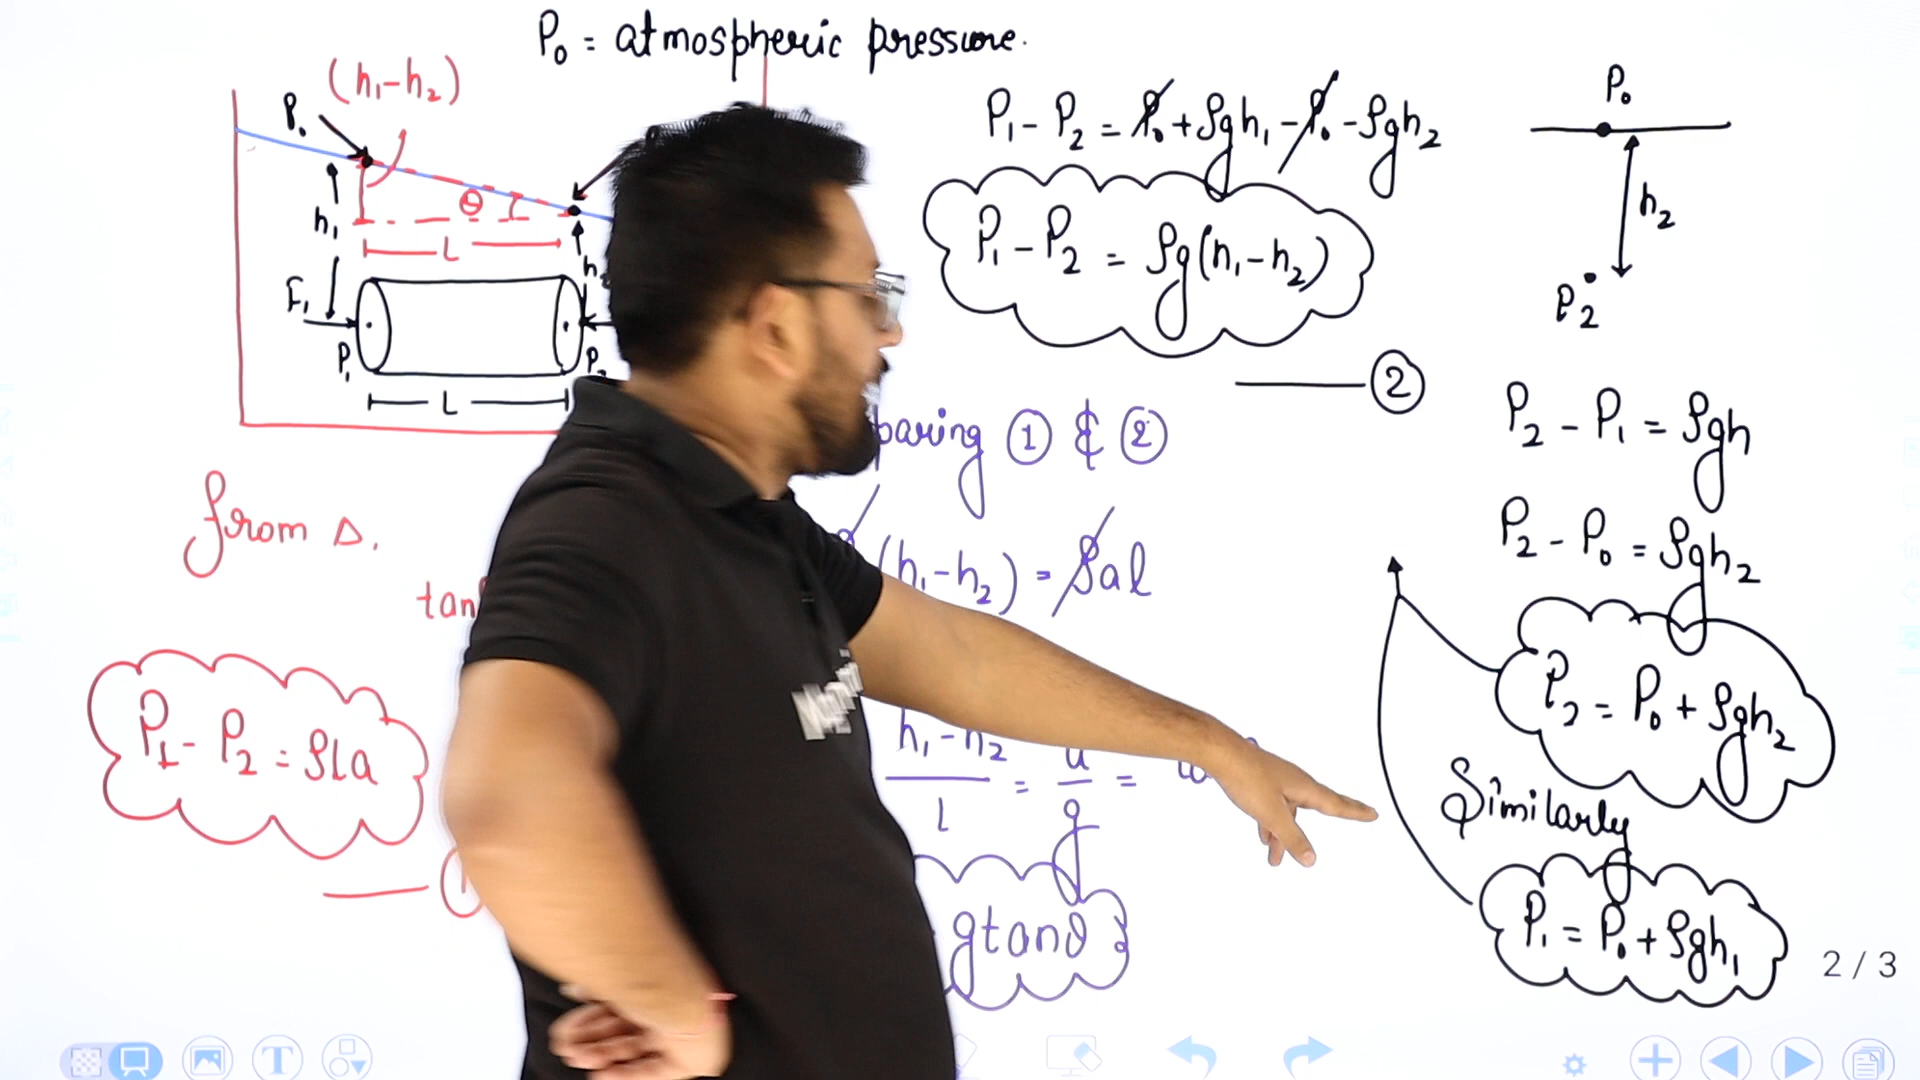 P₀ = atmospheric pressure.
(h₁-h₂)
P₀
h₁
θ
L
F₁
P₁
P₂
L
from Δ.
tan
P₁ - P₂ = ρLa
P₁ - P₂ = P₀ + ρgh₁ - P₀ - ρgh₂
P₁ - P₂ = ρg(h₁-h₂)
②
paring ① & ②
(h₁-h₂) = ρal
h₁-h₂ / l = a / g =
gtanθ
P₀
h₂
P₂
P₂ - P₁ = ρgh
P₂ - P₀ = ρgh₂
P₂ = P₀ + ρgh₂
Similarly
P₁ = P₀ + ρgh₁
2 / 3